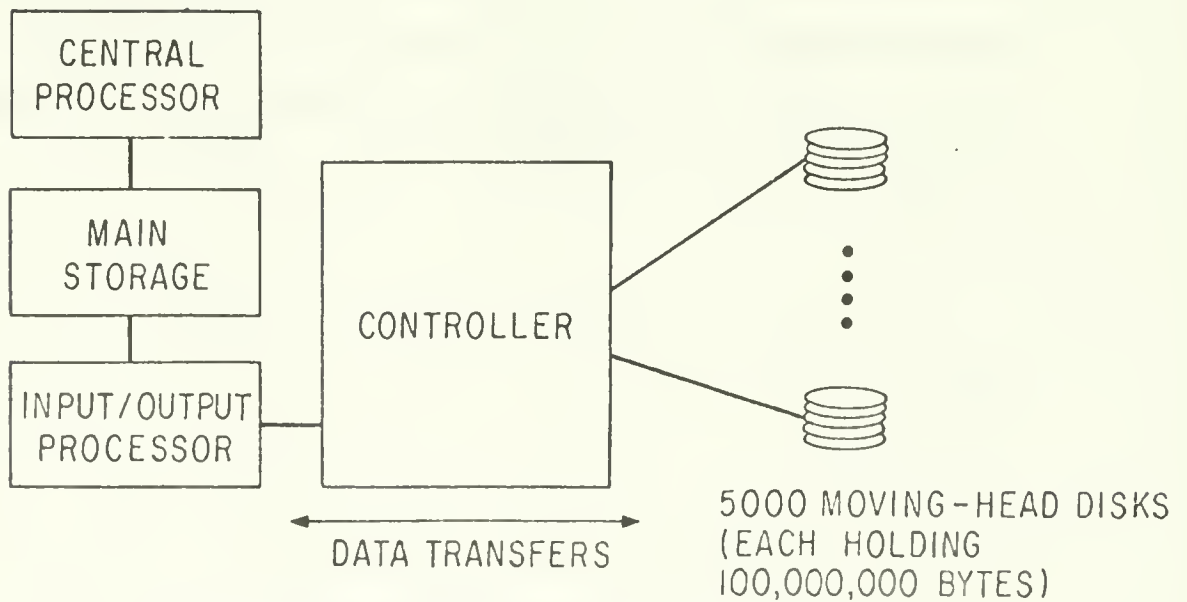 CENTRAL
PROCESSOR
MAIN
STORAGE
INPUT/OUTPUT
PROCESSOR
CONTROLLER
DATA TRANSFERS
5000 MOVING-HEAD DISKS
(EACH HOLDING
100,000,000 BYTES)